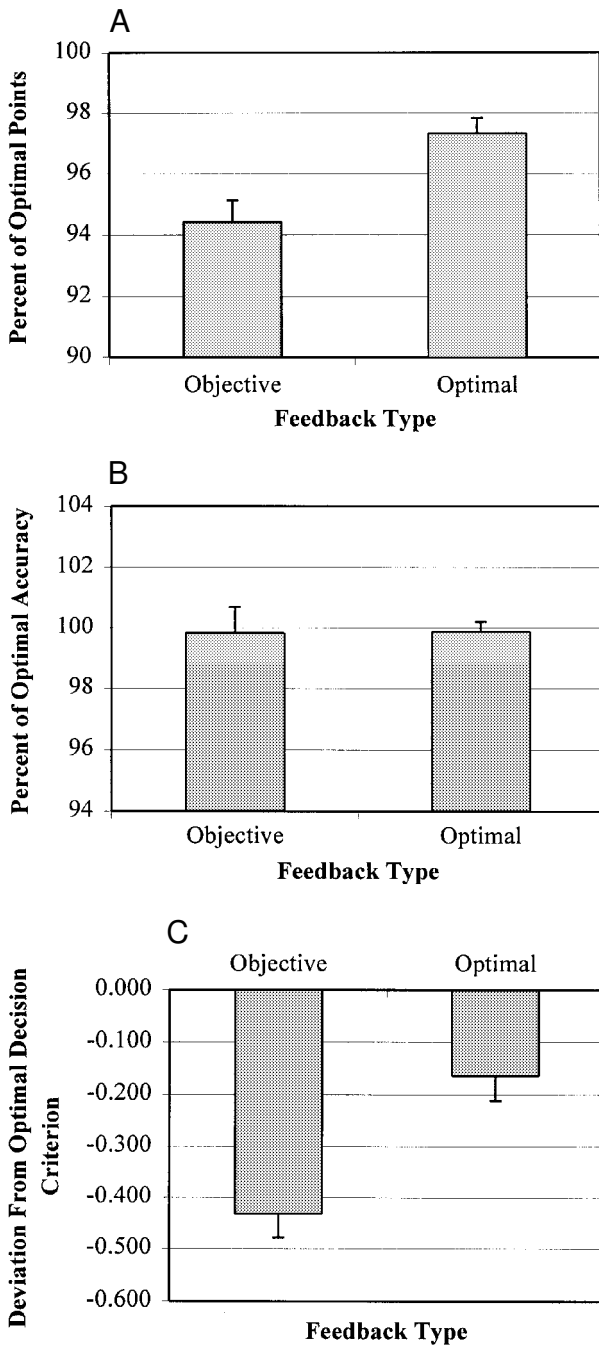 A
Percent of Optimal Points
100
98
96
94
92
90
Objective Optimal
Feedback Type
B
Percent of Optimal Accuracy
104
102
100
98
96
94
Objective Optimal
Feedback Type
C
Objective Optimal
Deviation From Optimal Decision
Criterion
0.000
-0.100
-0.200
-0.300
-0.400
-0.500
-0.600
Feedback Type